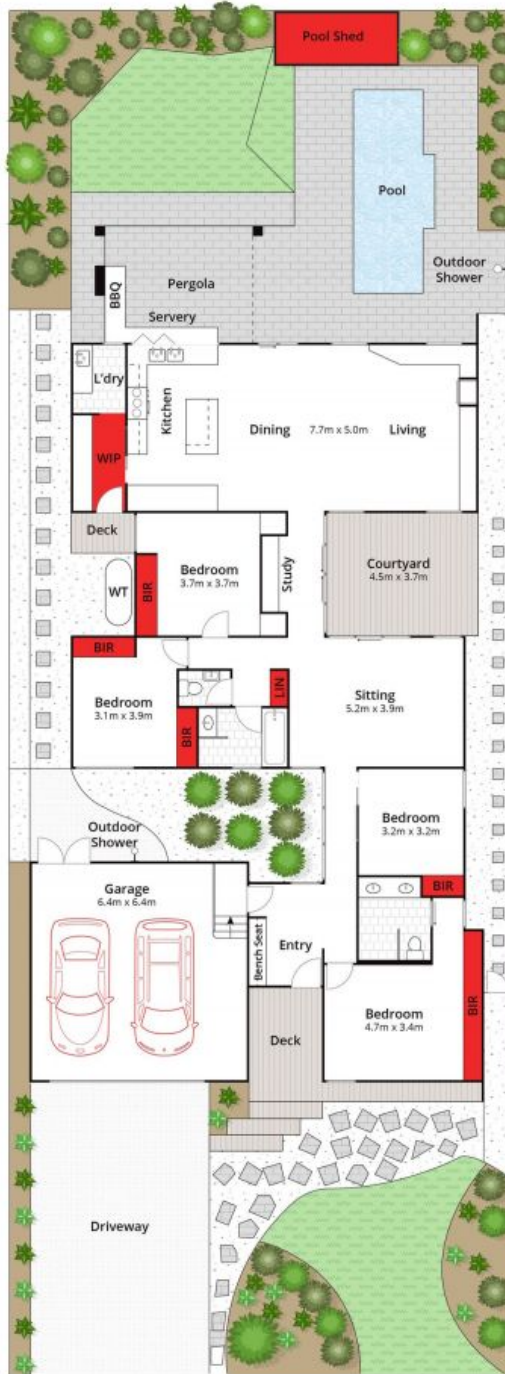 Pool Shed
Pool
Outdoor
Shower
Pergola
BBQ
Servery
L'dry
Kitchen
Dining 7.7m x 5.0m Living
WIP
Deck
Bedroom
3.7m x 3.7m
Study
Courtyard
4.5m x 3.7m
WT
BIR
BIR
Bedroom
3.1m x 3.9m
BIR
LIN
Sitting
5.2m x 3.9m
Outdoor
Shower
Bedroom
3.2m x 3.2m
BIR
Garage
6.4m x 6.4m
Bench Seat
Entry
Deck
Bedroom
4.7m x 3.4m
BIR
Driveway